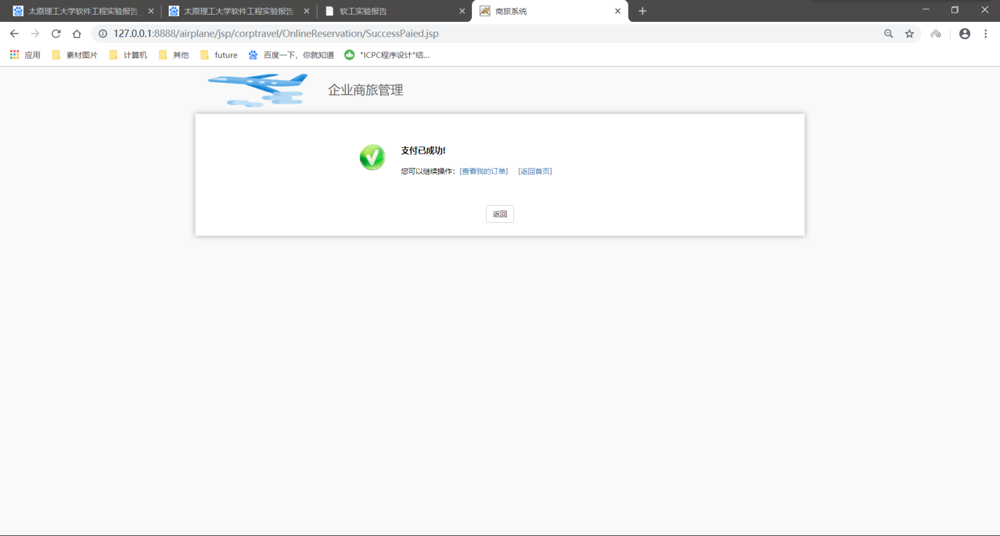 太原理工大学软件工程实验报告_
太原理工大学软件工程实验报告
软工实验报告
商旅系统
127.0.0.1:8888/airplane/jsp/corptravel/OnlineReservation/SuccessPaied.jsp
应用
素材图片
计算机
其他
future
百度一下，你就知道
"ICPC程序设计"结...
企业商旅管理
支付已成功!
您可以继续操作：[查看我的订单] [返回首页]
返回